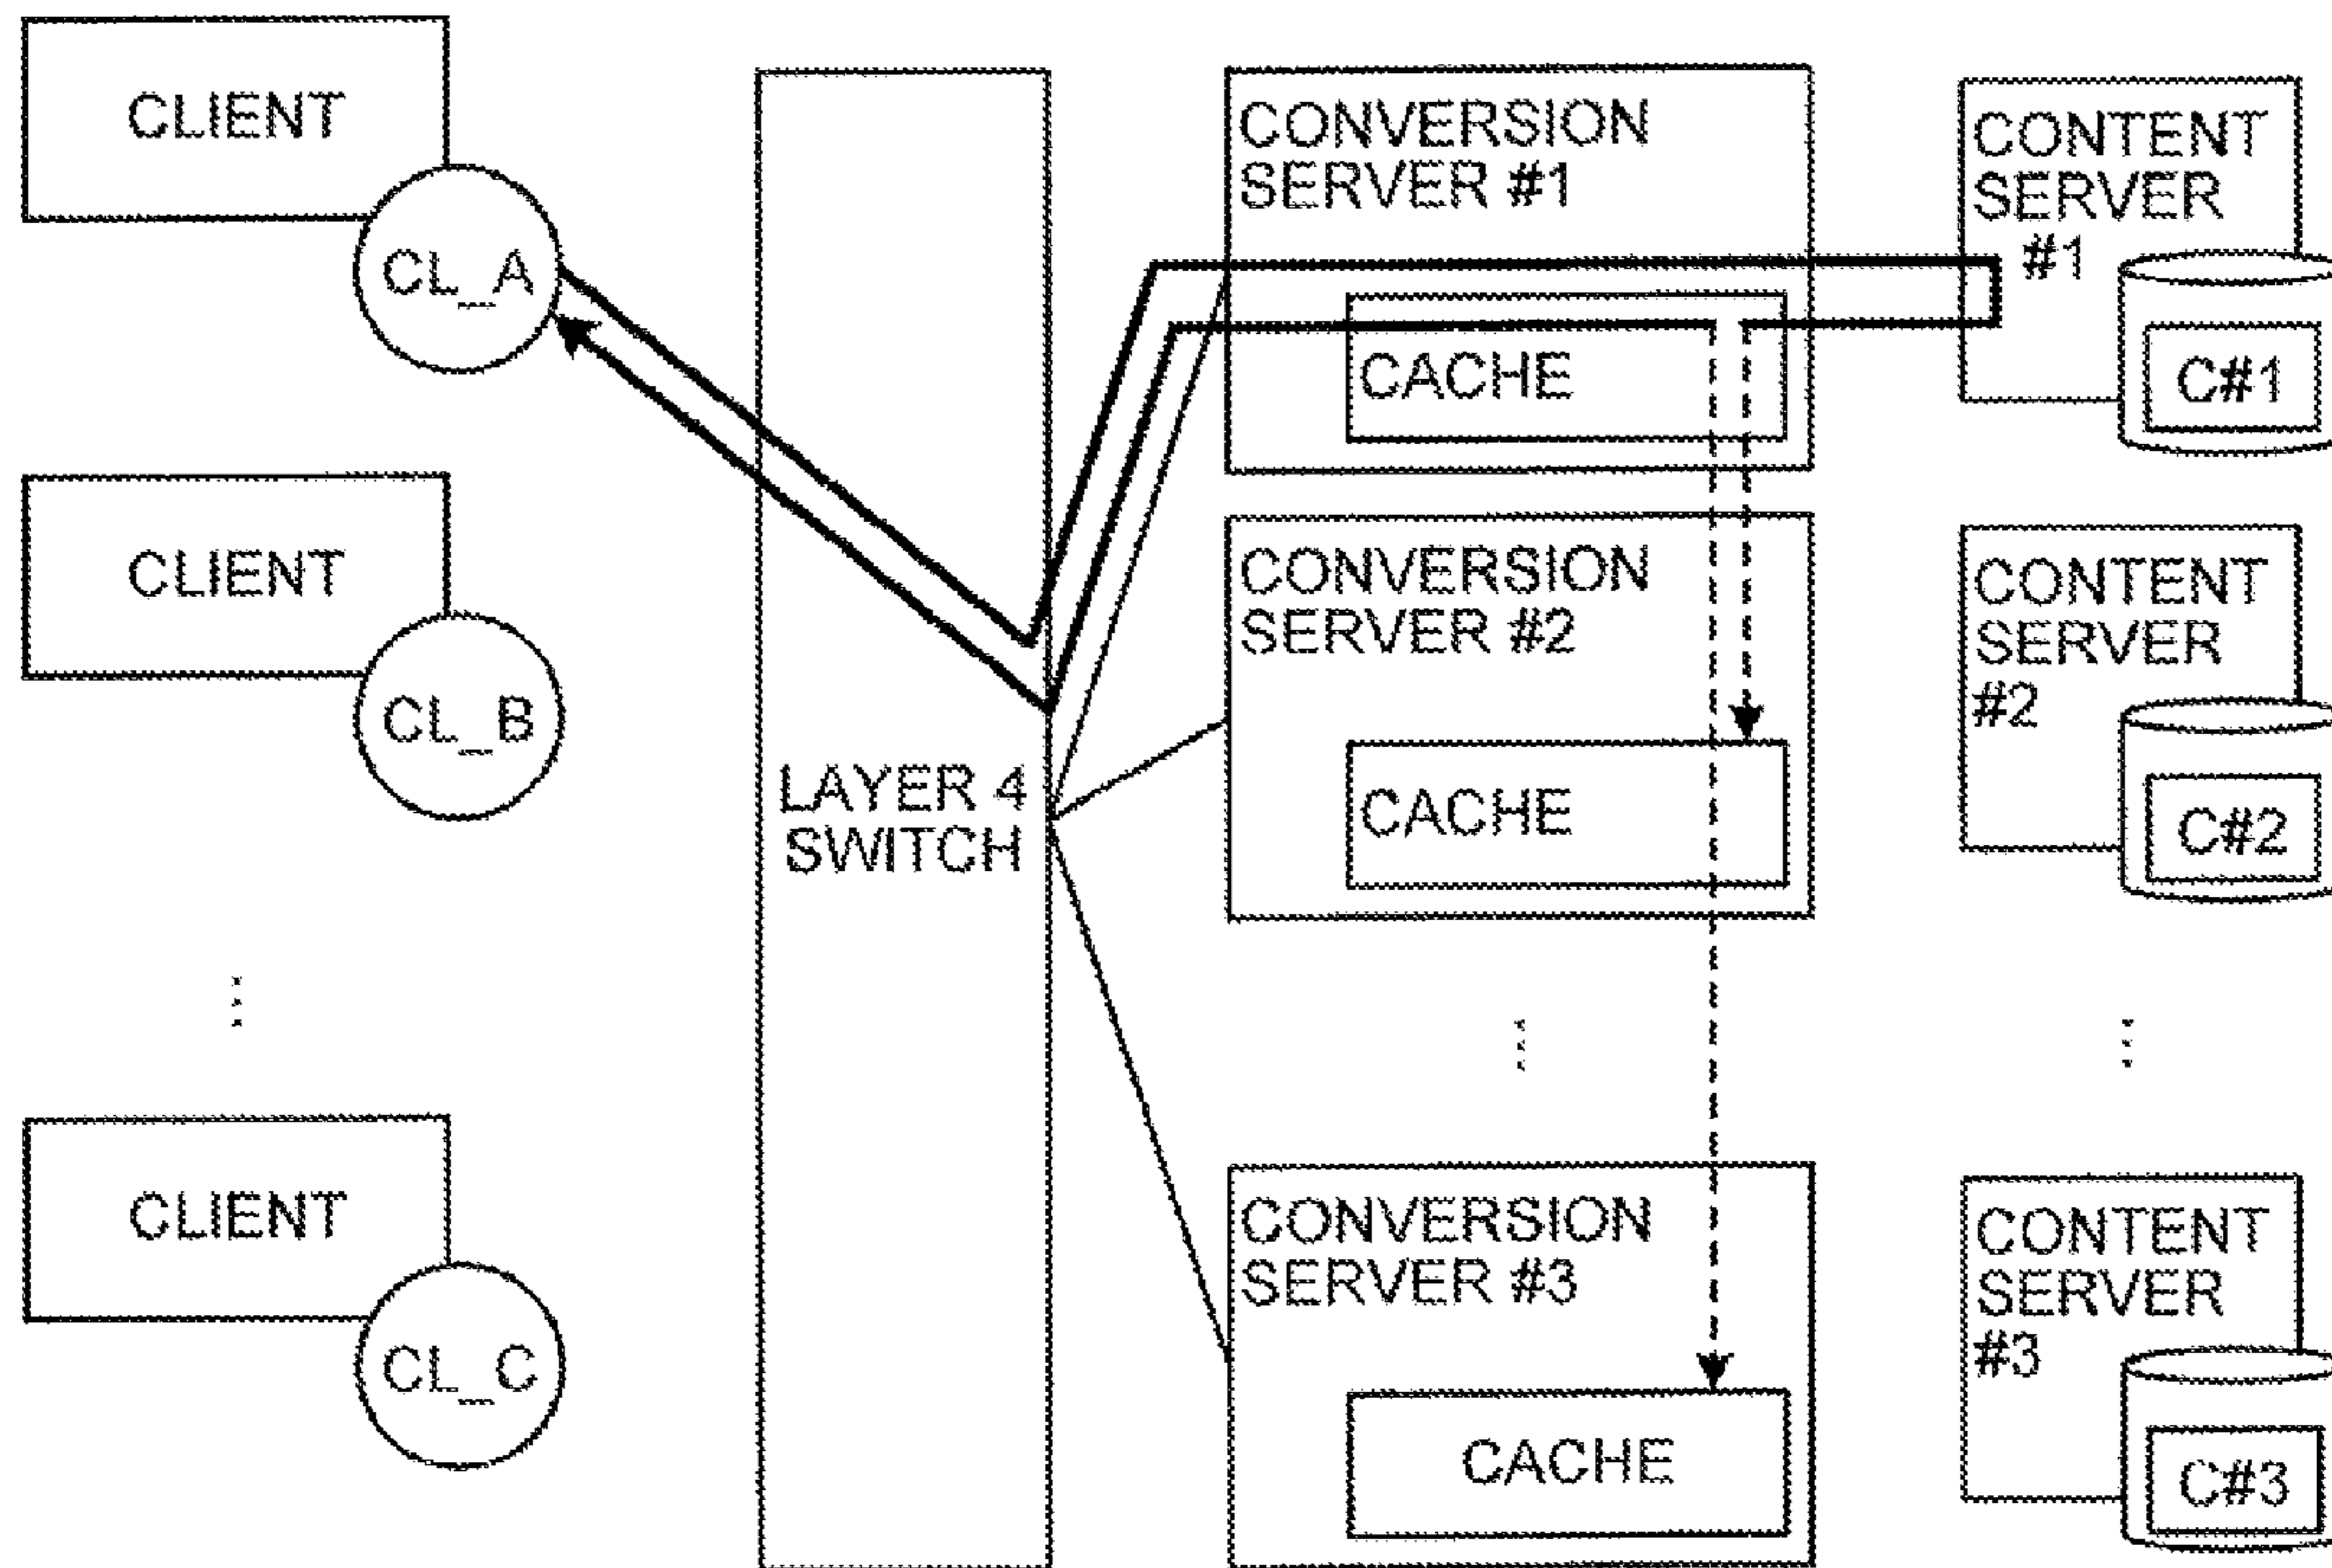 CLIENT
CL_A
CLIENT
CL_B
CLIENT
CL_C
LAYER 4
SWITCH
CONVERSION
SERVER #1
CACHE
CONVERSION
SERVER #2
CACHE
CONVERSION
SERVER #3
CACHE
CONTENT
SERVER
#1
C#1
CONTENT
SERVER
#2
C#2
CONTENT
SERVER
#3
C#3